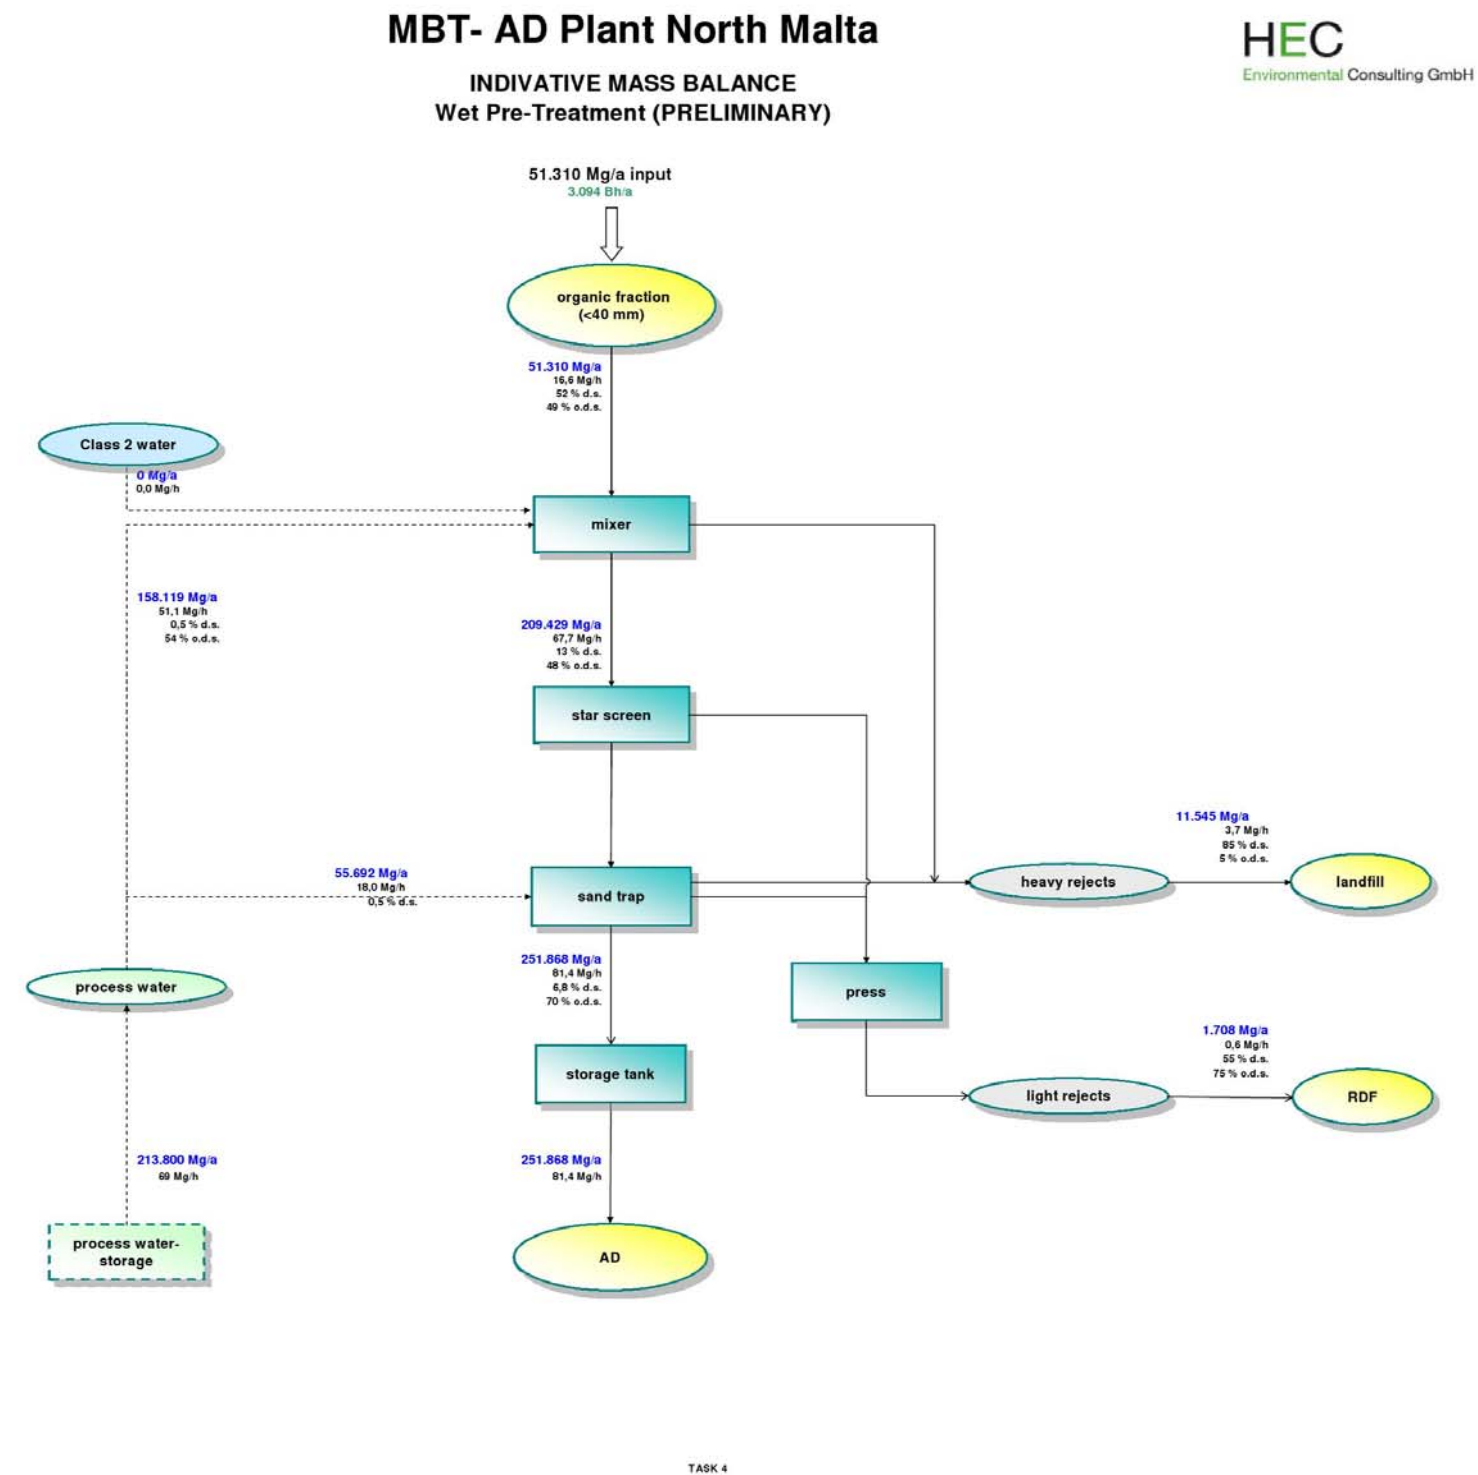 MBT- AD Plant North Malta
HEC
Environmental Consulting GmbH
INDIVATIVE MASS BALANCE
Wet Pre-Treatment (PRELIMINARY)
51.310 Mg/a input
3.094 Bh/a
organic fraction
(<40 mm)
51.310 Mg/a
16,6 Mg/h
52 % d.s.
49 % o.d.s.
Class 2 water
0 Mg/a
0,0 Mg/h
mixer
158.119 Mg/a
51,1 Mg/h
0,5 % d.s.
54 % o.d.s.
209.429 Mg/a
67,7 Mg/h
13 % d.s.
48 % o.d.s.
star screen
11.545 Mg/a
3,7 Mg/h
85 % d.s.
5 % o.d.s.
55.692 Mg/a
18,0 Mg/h
0,5 % d.s.
sand trap
heavy rejects
landfill
251.868 Mg/a
81,4 Mg/h
6,8 % d.s.
70 % o.d.s.
process water
press
1.708 Mg/a
0,6 Mg/h
55 % d.s.
75 % o.d.s.
storage tank
light rejects
RDF
213.800 Mg/a
69 Mg/h
251.868 Mg/a
81,4 Mg/h
process water-
storage
AD
TASK 4